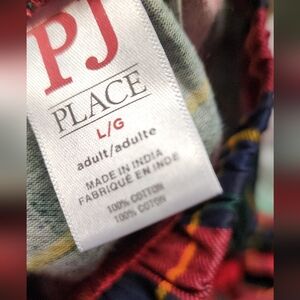 PJ
PLACE
L/G
adult/adulte
MADE IN INDIA
FABRIQUÉ EN INDE
100% COTTON
100% COTON